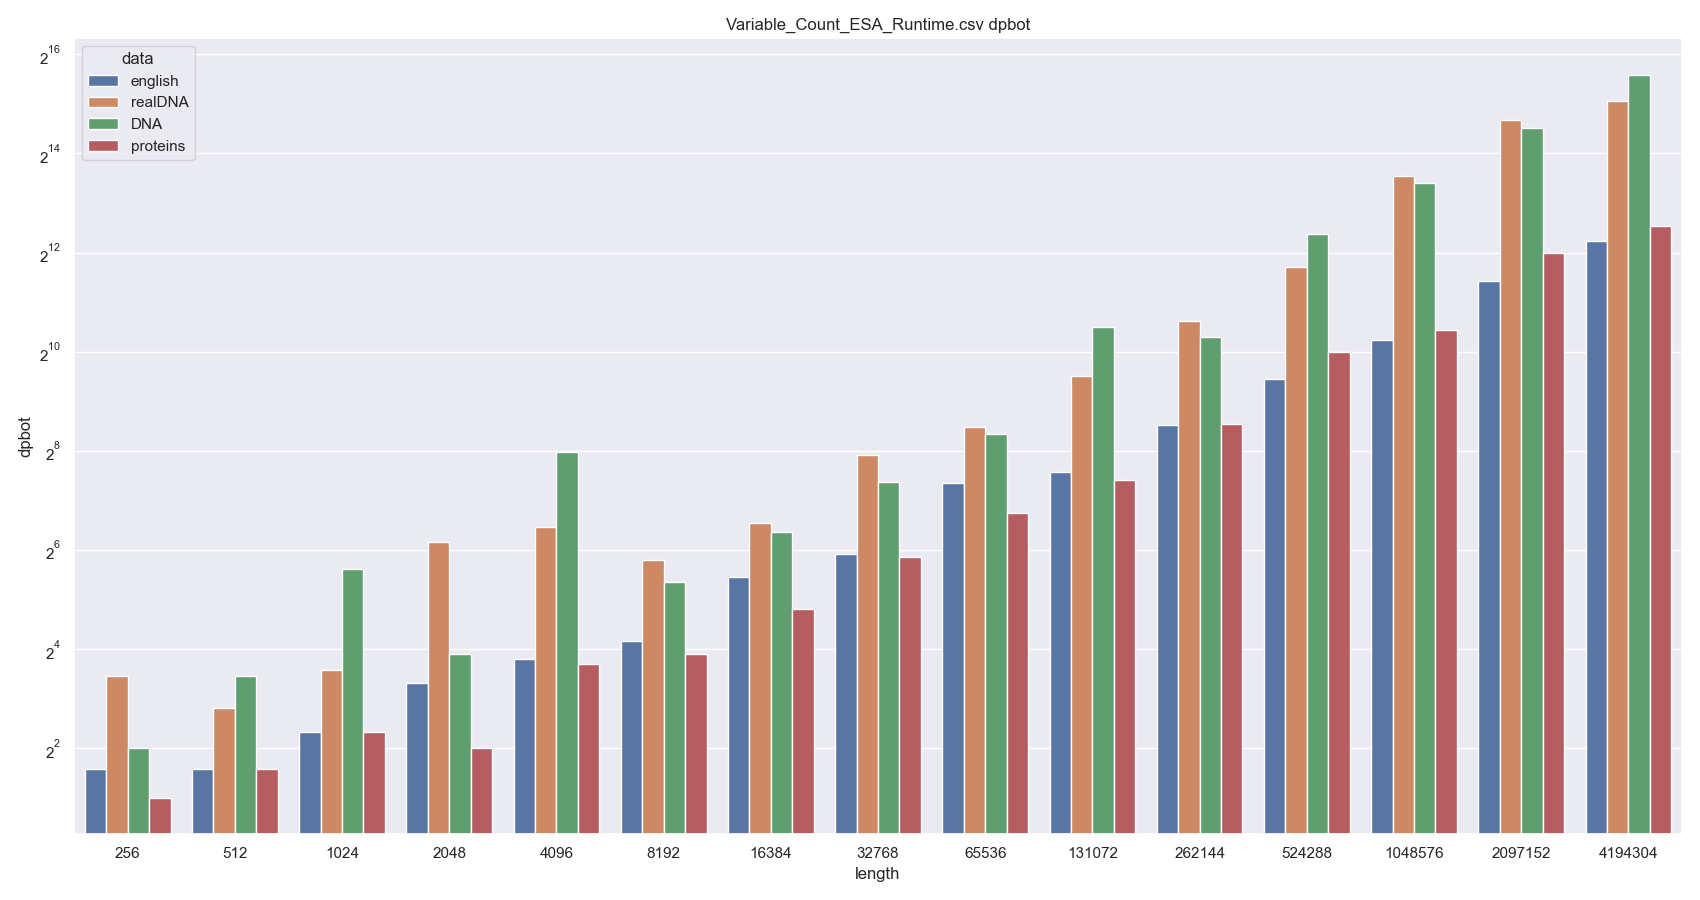 Variable_Count_ESA_Runtime.csv dpbot
data
english
realDNA
DNA
proteins
2^16
2^14
2^12
2^10
2^8
2^6
2^4
2^2
dpbot
256 512 1024 2048 4096 8192 16384 32768 65536 131072 262144 524288 1048576 2097152 4194304
length